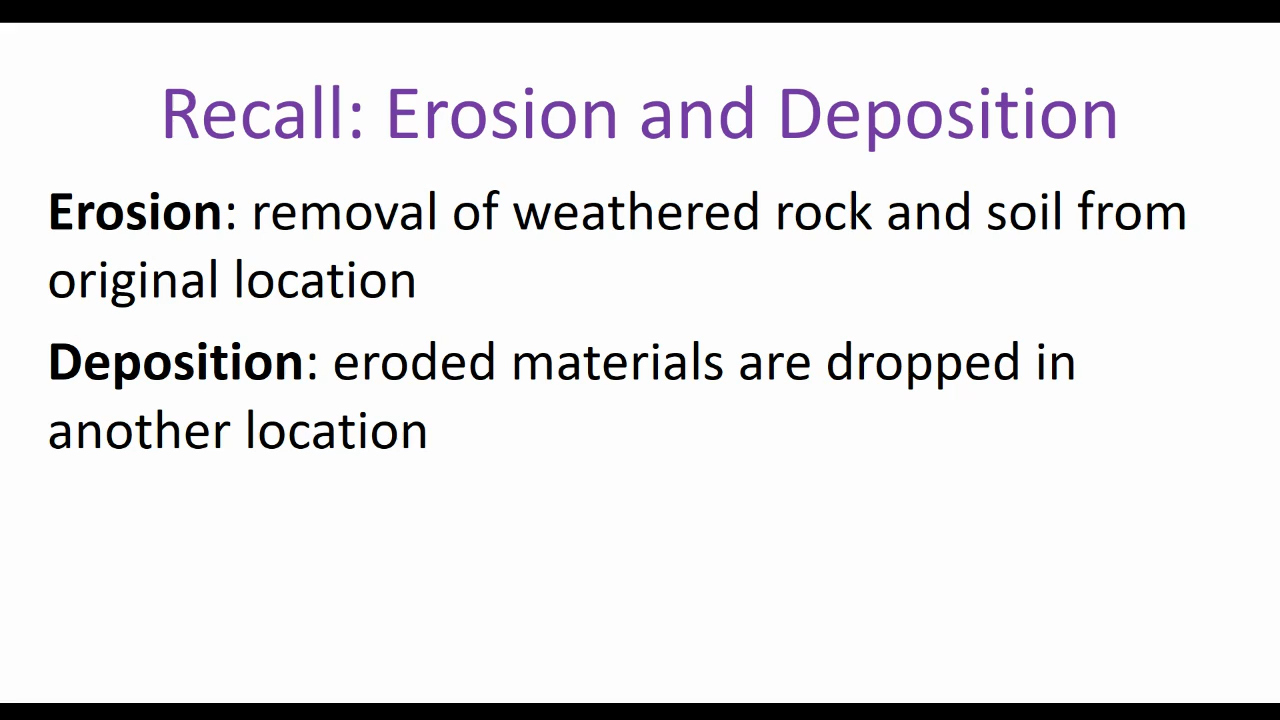 Recall: Erosion and Deposition
Erosion: removal of weathered rock and soil from
original location
Deposition: eroded materials are dropped in
another location